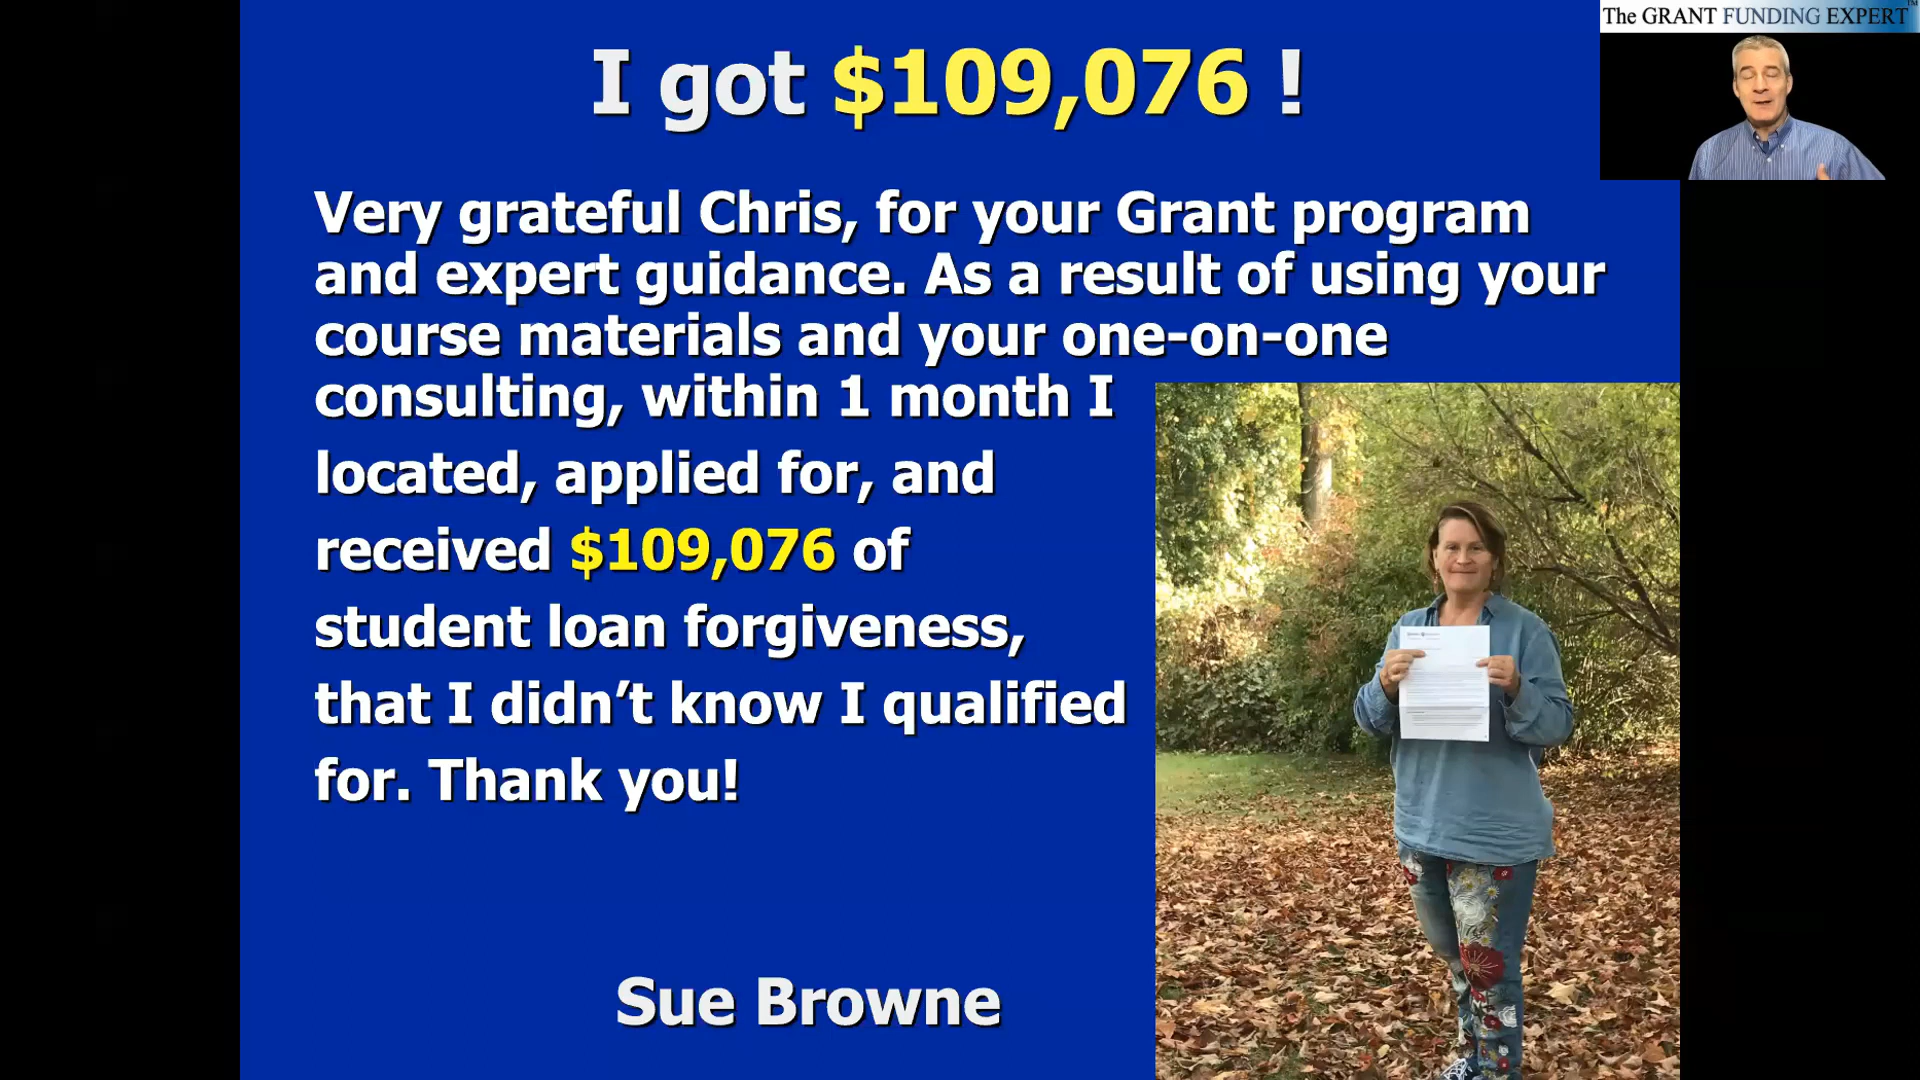 The GRANT FUNDING EXPERT™
I got $109,076 !
Very grateful Chris, for your Grant program
and expert guidance. As a result of using your
course materials and your one-on-one
consulting, within 1 month I
located, applied for, and
received $109,076 of
student loan forgiveness,
that I didn’t know I qualified
for. Thank you!
Sue Browne